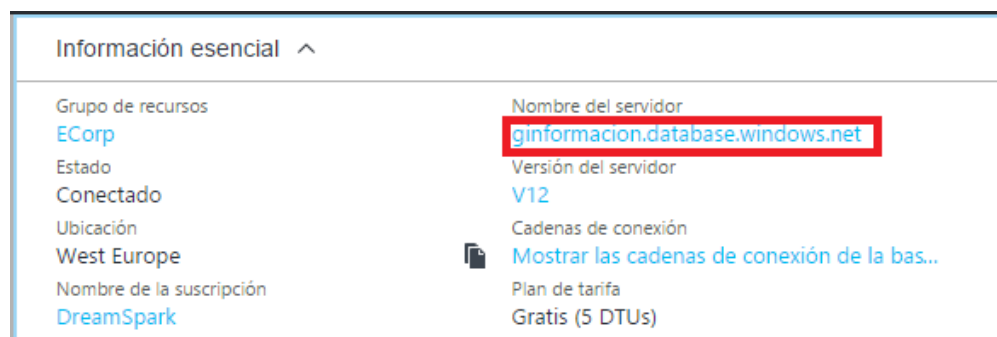 Información esencial
Grupo de recursos
ECorp
Estado
Conectado
Ubicación
West Europe
Nombre de la suscripción
DreamSpark
Nombre del servidor
ginformacion.database.windows.net
Versión del servidor
V12
Cadenas de conexión
Mostrar las cadenas de conexión de la bas...
Plan de tarifa
Gratis (5 DTUs)